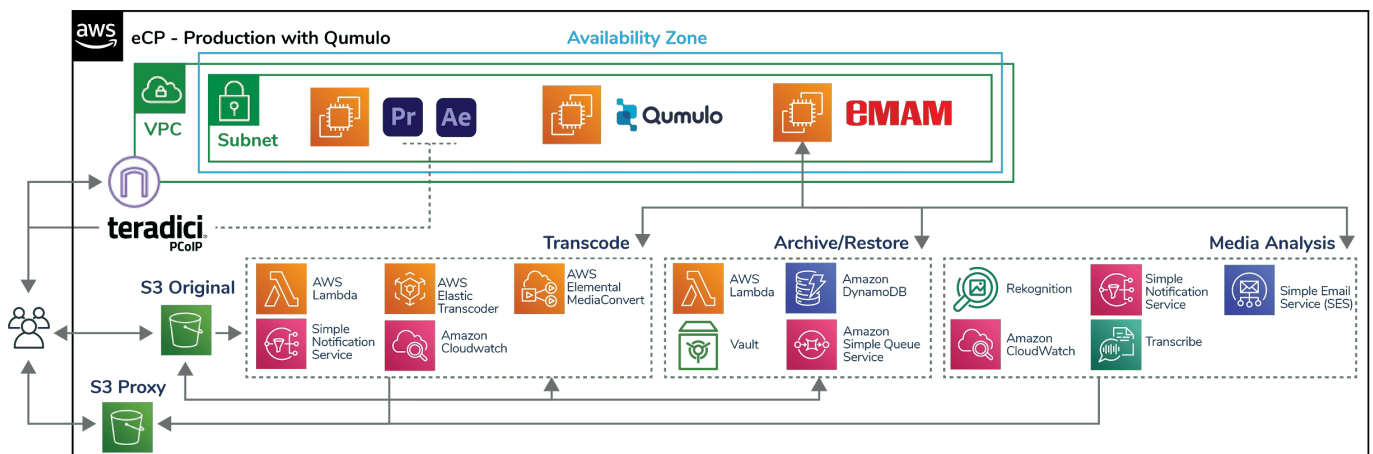 aws
eCP - Production with Qumulo
Availability Zone
VPC
Subnet
Pr
Ae
Qumulo
eMAM
teradici
PCoIP
Transcode
Archive/Restore
Media Analysis
S3 Original
AWS
Lambda
AWS
Elastic
Transcoder
AWS
Elemental
MediaConvert
Simple
Notification
Service
Amazon
Cloudwatch
AWS
Lambda
Amazon
DynamoDB
Vault
Amazon
Simple Queue
Service
Rekognition
Simple
Notification
Service
Simple Email
Service (SES)
Amazon
CloudWatch
Transcribe
S3 Proxy